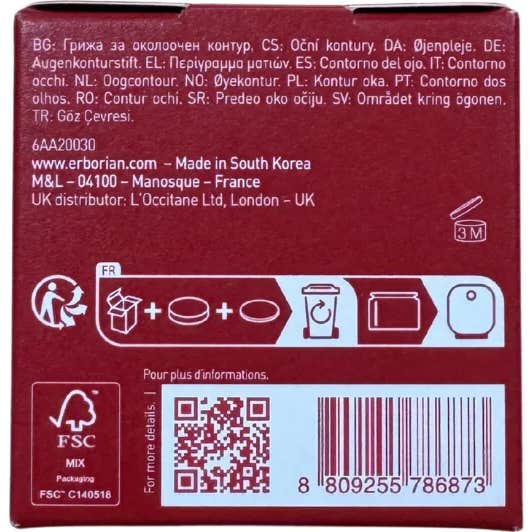 BG: Грижа за околоочен контур, CS: Oční kontury. DA: Øjenpleje. DE:
Augenkonturstift. EL: Περίγραμμα ματιών. ES: Contorno del ojo. IT: Contorno
occhi. NL: Oogcontour. NO: Øyekontur. PL: Kontur oka. PT: Contorno dos
olhos. RO: Contur ochi. SR: Predeo oko očiju. SV: Området kring ögonen.
TR: Göz Çevresi.
6AA20030
www.erborian.com – Made in South Korea
M&L – 04100 – Manosque – France
UK distributor: L'Occitane Ltd, London – UK
3 M
FR
Pour plus d'informations.
For more details.
FSC
MIX
Packaging
FSC™ C140518
8 809255 786873